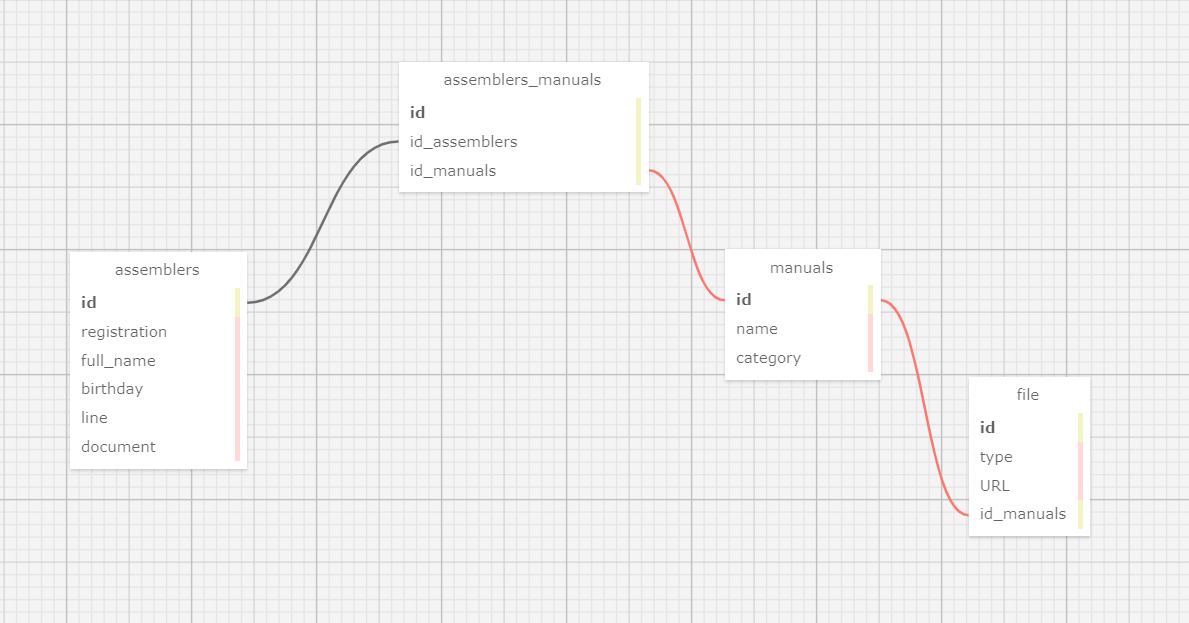 assemblers_manuals
id
id_assemblers
id_manuals
assemblers
id
registration
full_name
birthday
line
document
manuals
id
name
category
file
id
type
URL
id_manuals